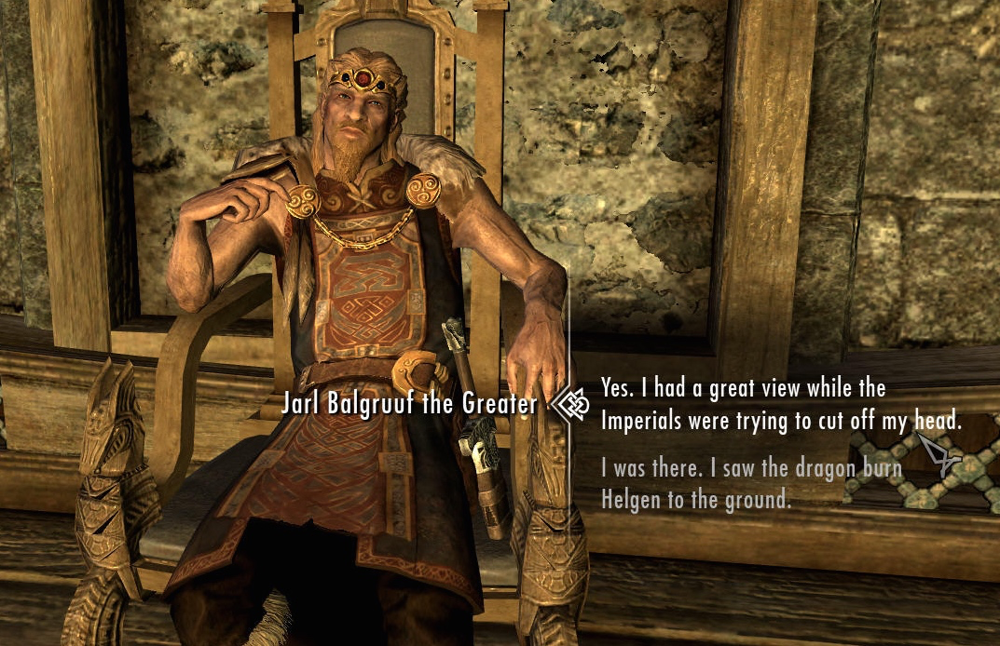 Jarl Balgruuf the Greater
Yes. I had a great view while the
Imperials were trying to cut off my head.
I was there. I saw the dragon burn
Helgen to the ground.